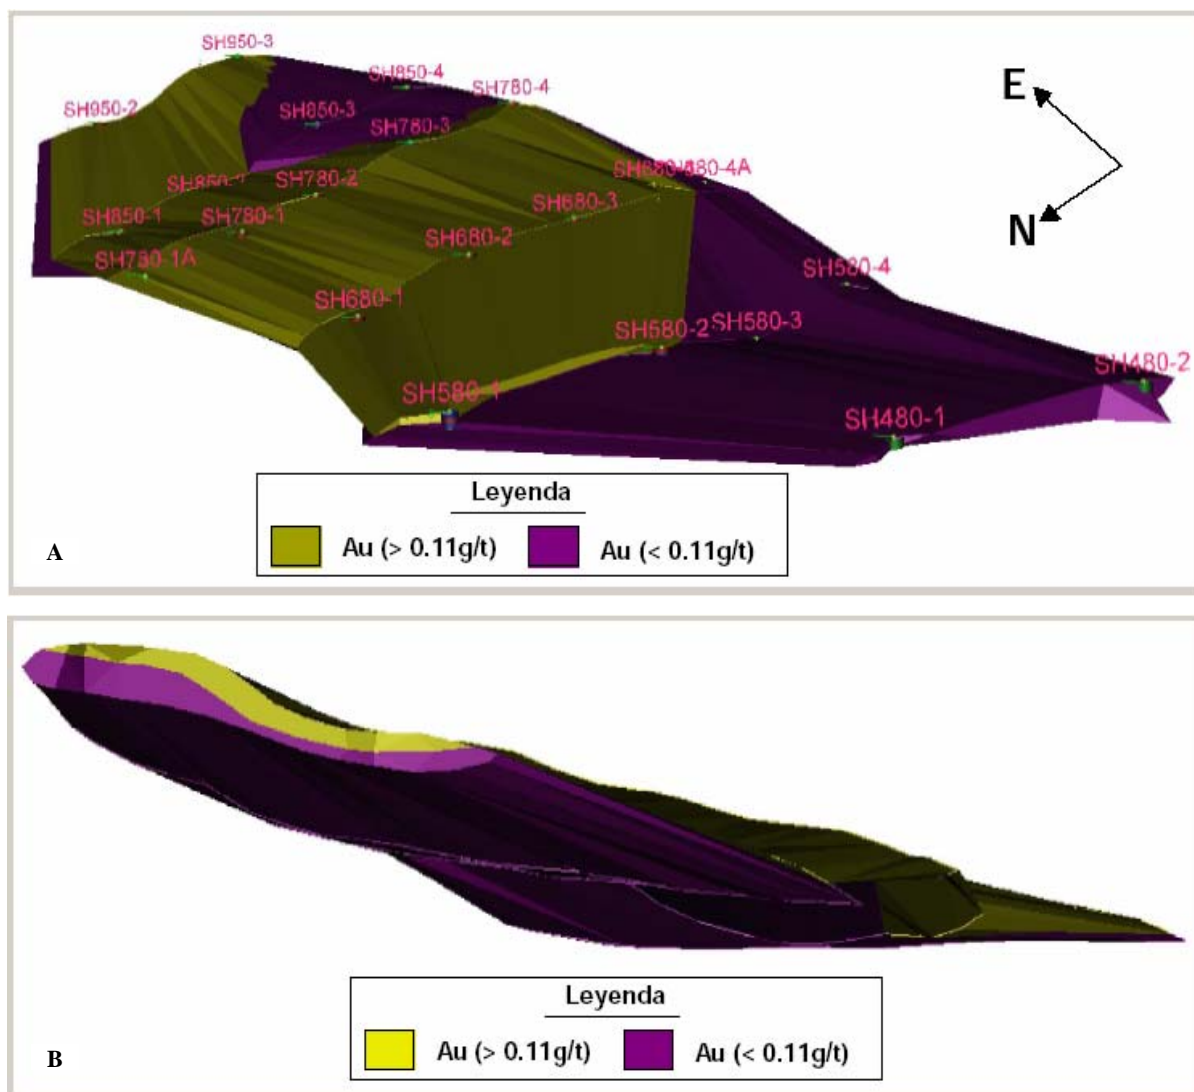 SH950-3
SH850-4
SH780-4
SH950-2
SH850-3
SH780-3
E
SH780-2
SH680-3
SH850-1
SH780-1
SH680-2
N
SH780-1A
SH580-4
SH680-1
SH580-2
SH580-3
SH480-2
SH580-1
SH480-1
Leyenda
Au (> 0.11g/t)
Au (< 0.11g/t)
A
Leyenda
Au (> 0.11g/t)
Au (< 0.11g/t)
B